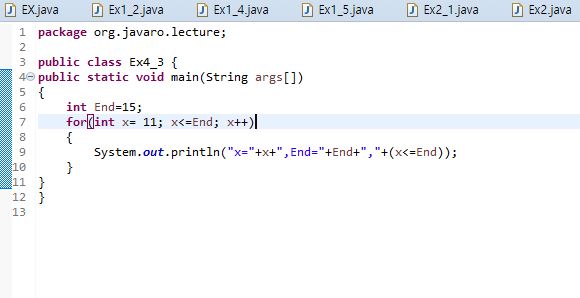 EX.java Ex1_2.java Ex1_4.java Ex1_5.java Ex2_1.java Ex2.java
1 package org.javaro.lecture;
2
3 public class Ex4_3 {
4 public static void main(String args[])
5 {
6 int End=15;
7 for(int x= 11; x<=End; x++)
8 {
9 System.out.println("x="+x+",End="+End+","+(x<=End));
10 }
11 }
12 }
13